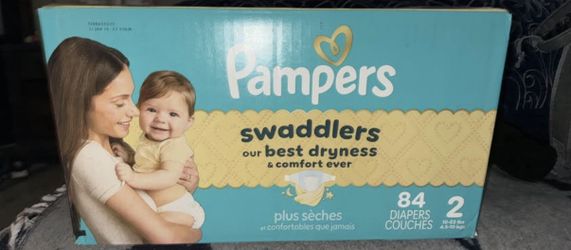 Pampers
swaddlers
our best dryness
& comfort ever
plus sèches
et confortables que jamais
84
DIAPERS
COUCHES
2